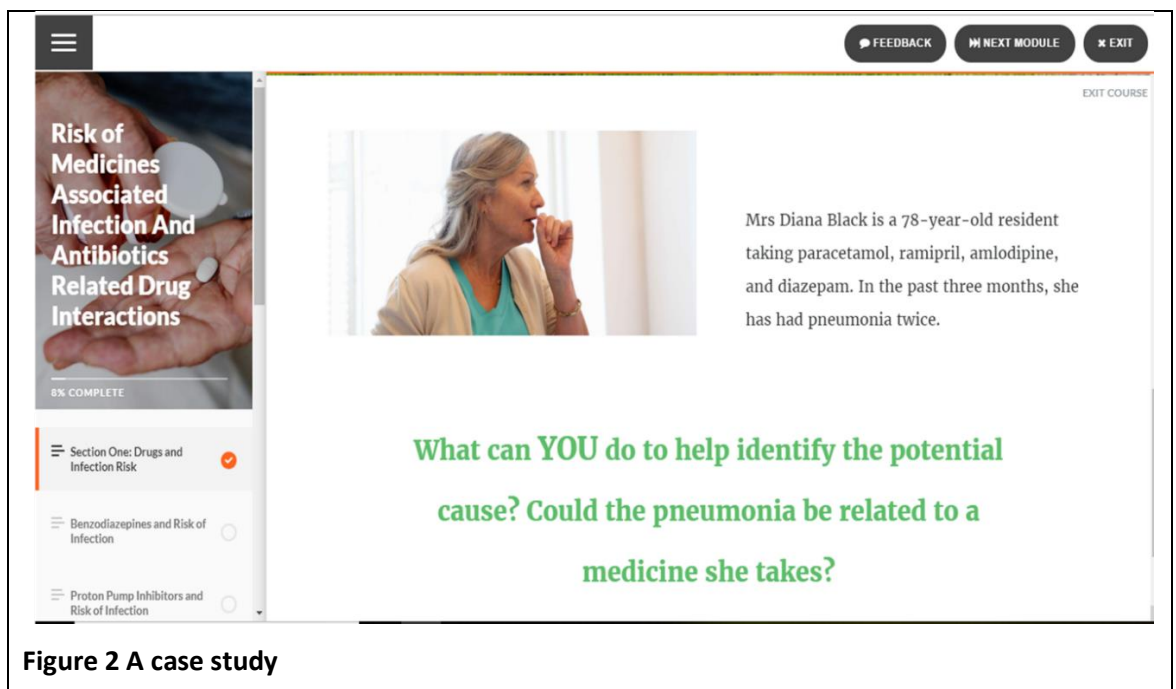 FEEDBACK
NEXT MODULE
EXIT
EXIT COURSE
Risk of
Medicines
Associated
Infection And
Antibiotics
Related Drug
Interactions
8% COMPLETE
Section One: Drugs and
Infection Risk
Benzodiazepines and Risk of
Infection
Proton Pump Inhibitors and
Risk of Infection
Mrs Diana Black is a 78-year-old resident
taking paracetamol, ramipril, amlodipine,
and diazepam. In the past three months, she
has had pneumonia twice.
What can YOU do to help identify the potential
cause? Could the pneumonia be related to a
medicine she takes?
Figure 2 A case study